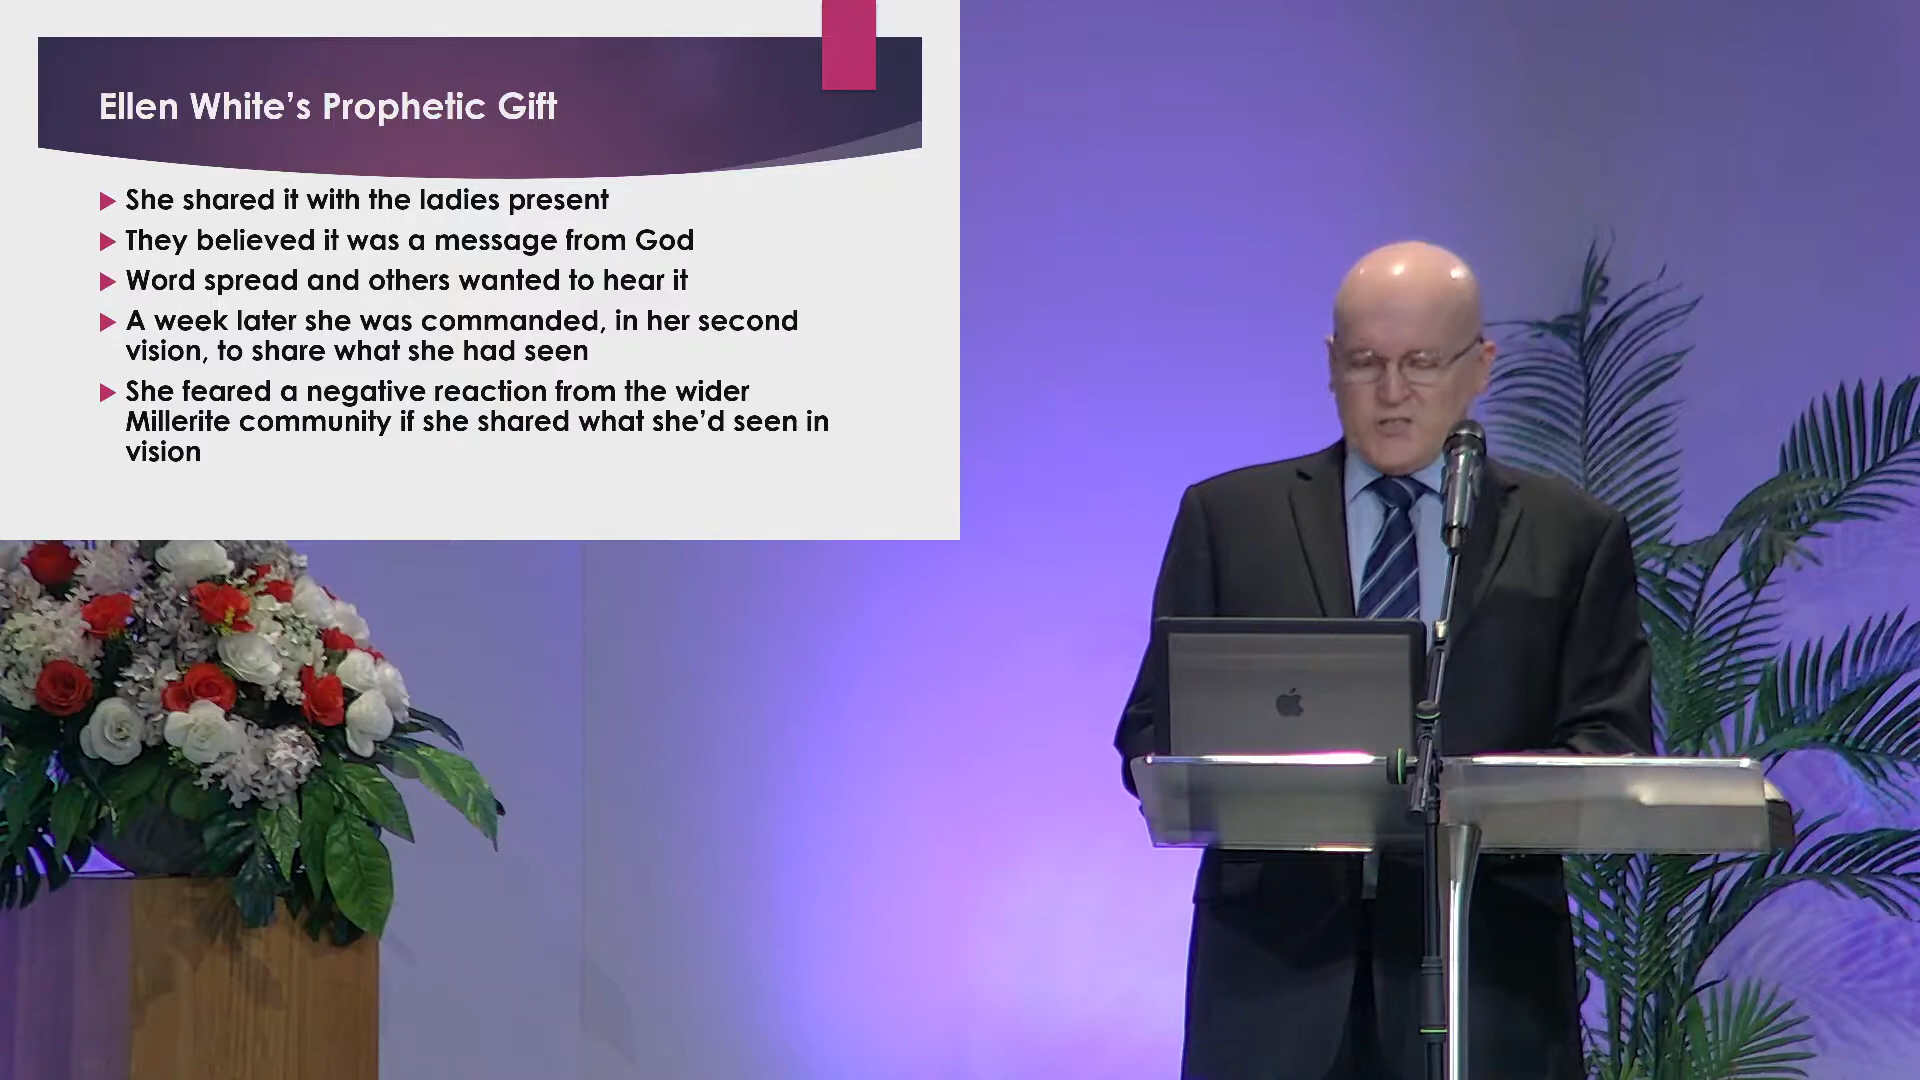 Ellen White’s Prophetic Gift
She shared it with the ladies present
They believed it was a message from God
Word spread and others wanted to hear it
A week later she was commanded, in her second
vision, to share what she had seen
She feared a negative reaction from the wider
Millerite community if she shared what she’d seen in
vision